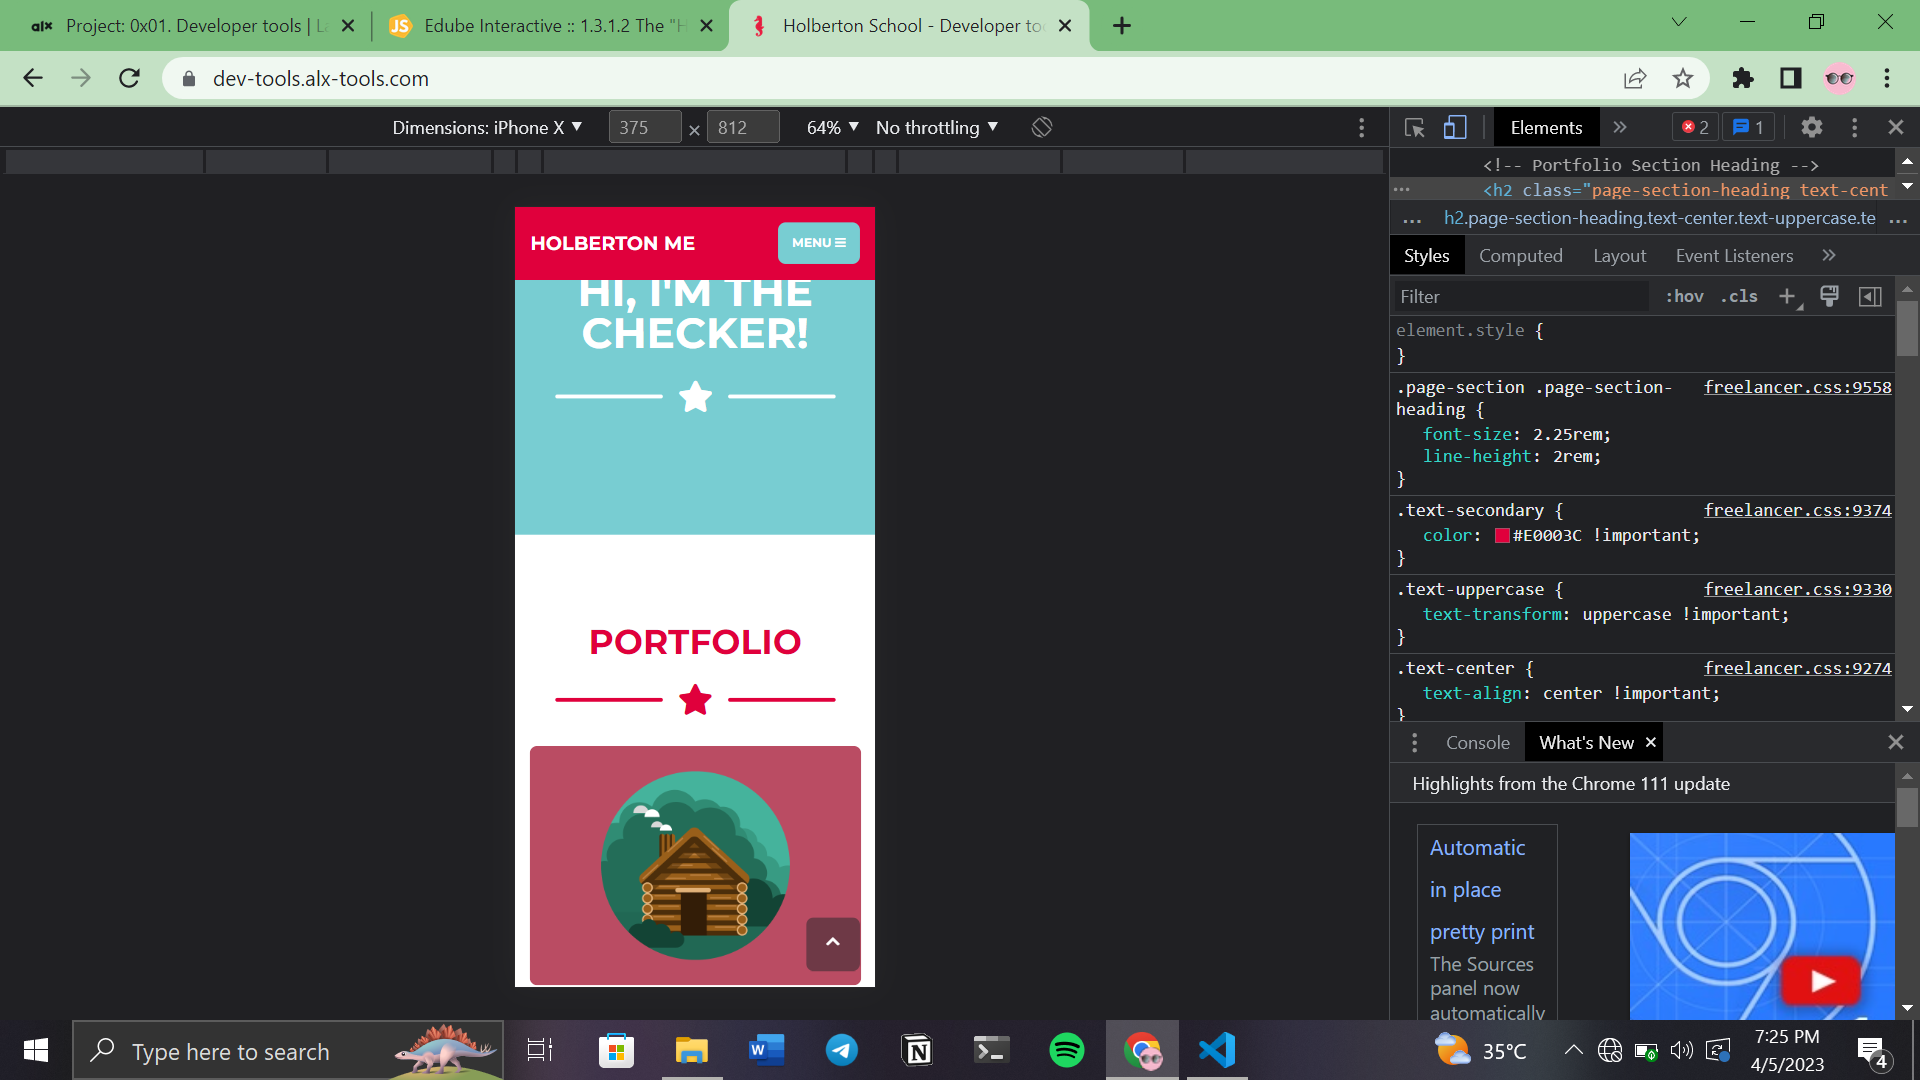 alx Project: 0x01. Developer tools | La
JS Edube Interactive :: 1.3.1.2 The "H
Holberton School - Developer too
dev-tools.alx-tools.com
Dimensions: iPhone X 375 × 812 64% No throttling
Elements 2 1
<!-- Portfolio Section Heading -->
··· <h2 class="page-section-heading text-cent
... h2.page-section-heading.text-center.text-uppercase.te ...
Styles Computed Layout Event Listeners
Filter :hov .cls
element.style {
}
.page-section .page-section-heading { freelancer.css:9558
font-size: 2.25rem;
line-height: 2rem;
}
.text-secondary { freelancer.css:9374
color: #E0003C !important;
}
.text-uppercase { freelancer.css:9330
text-transform: uppercase !important;
}
.text-center { freelancer.css:9274
text-align: center !important;
}
Console What's New
Highlights from the Chrome 111 update
Automatic
in place
pretty print
The Sources
panel now
automatically
HOLBERTON ME MENU
HI, I'M THE
CHECKER!
PORTFOLIO
Type here to search
W
N
35°C
7:25 PM
4/5/2023
4